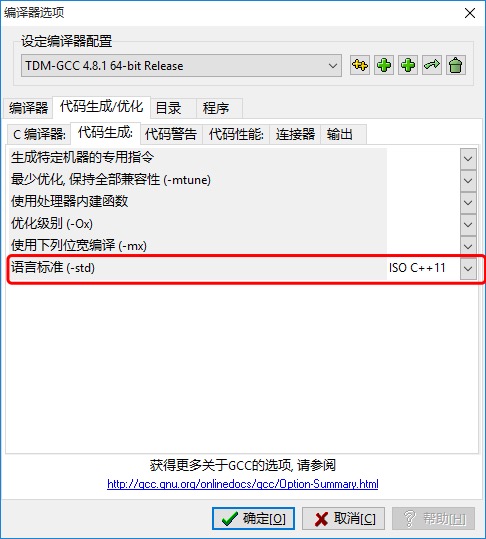 编译器选项
设定编译器配置
TDM-GCC 4.8.1 64-bit Release
编译器 代码生成/优化 目录 程序
C 编译器: 代码生成: 代码警告 代码性能: 连接器 输出
生成特定机器的专用指令
最少优化, 保持全部兼容性 (-mtune)
使用处理器内建函数
优化级别 (-Ox)
使用下列位宽编译 (-mx)
语言标准 (-std) ISO C++11
获得更多关于GCC的选项, 请参阅
http://gcc.gnu.org/onlinedocs/gcc/Option-Summary.html
确定[O] 取消[C] 帮助[H]